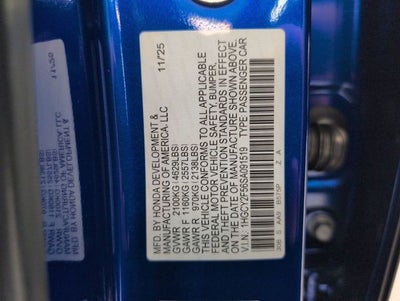 11/25
MFD. BY HONDA DEVELOPMENT &
MANUFACTURING OF AMERICA, LLC
GVWR 2100KG(4629LBS)
GAWR F 1160KG(2557LBS)
GAWR R 970KG(2138LBS)
THIS VEHICLE CONFORMS TO ALL APPLICABLE
FEDERAL MOTOR VEHICLE SAFETY, BUMPER,
AND THEFT PREVENTION STANDARDS IN EFFECT
ON THE DATE OF MANUFACTURE SHOWN ABOVE.
V.I.N. 1HGCY2F56SA091519 TYPE PASSENGER CAR
S AA9 Z A